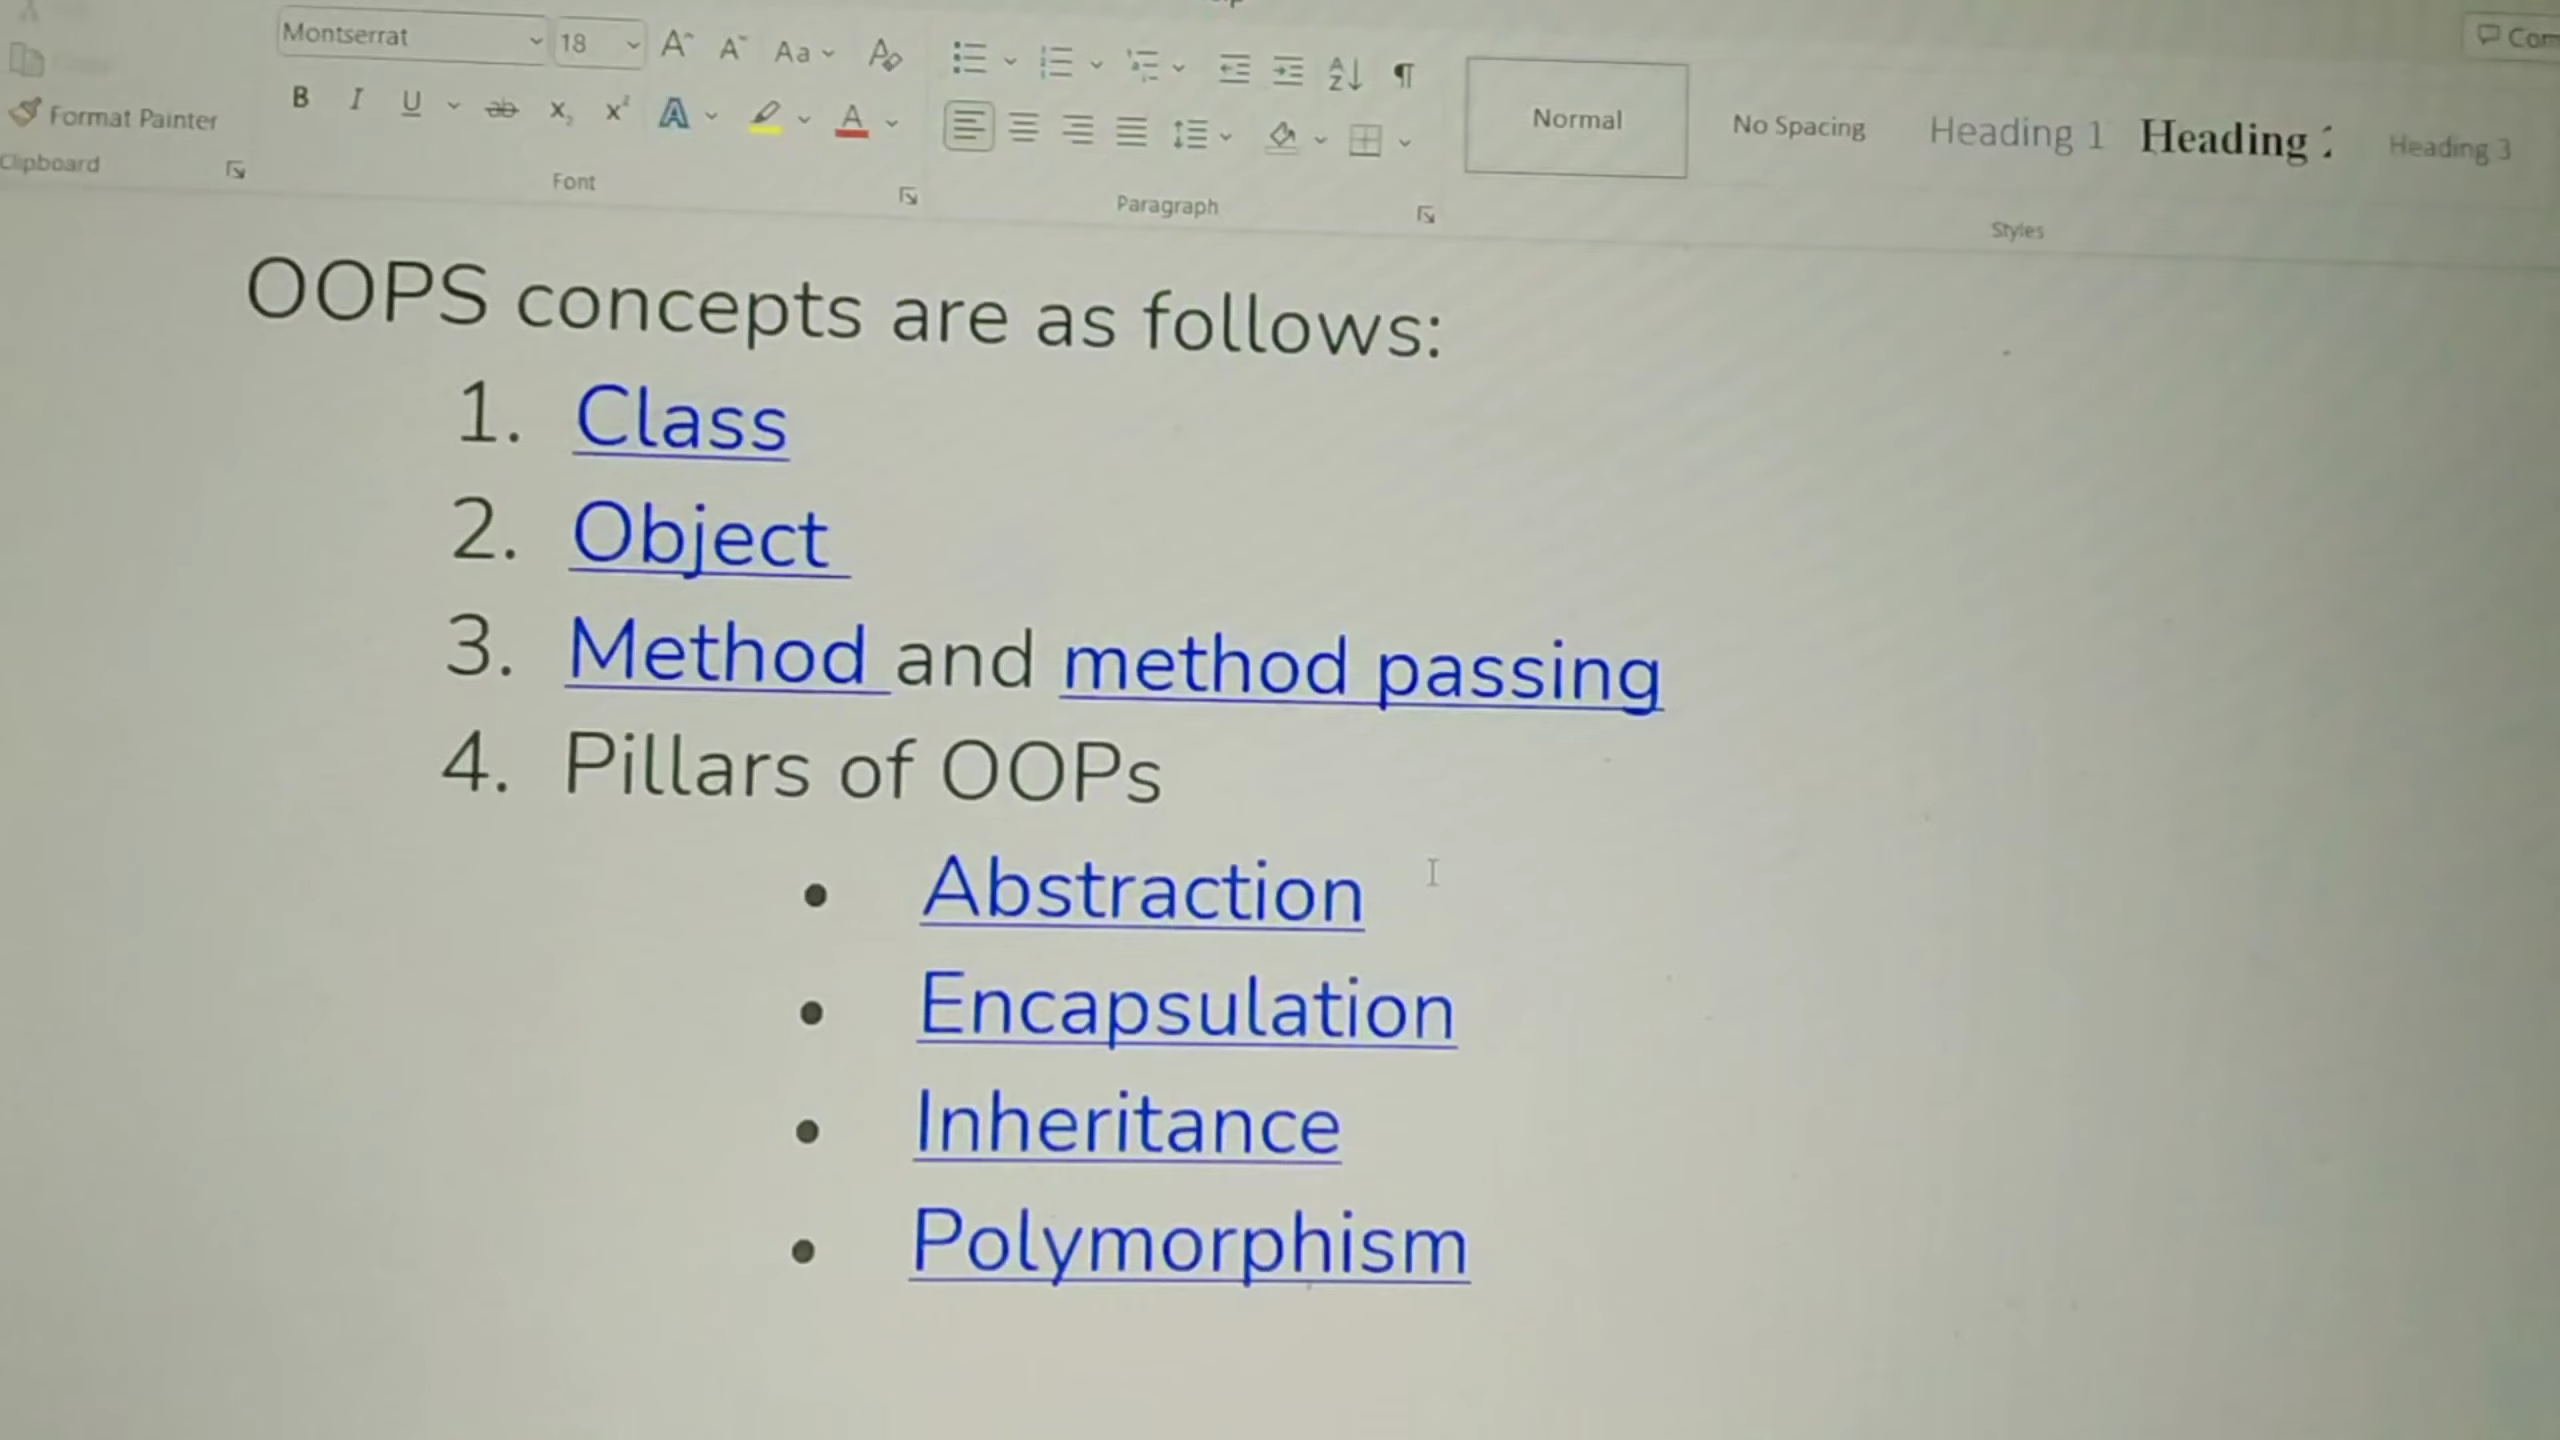 Montserrat 18
Format Painter
Clipboard
Font
Paragraph
Normal
No Spacing
Heading 1
Heading
Heading 3
Styles
OOPS concepts are as follows:
1. Class
2. Object
3. Method and method passing
4. Pillars of OOPs
• Abstraction
• Encapsulation
• Inheritance
• Polymorphism